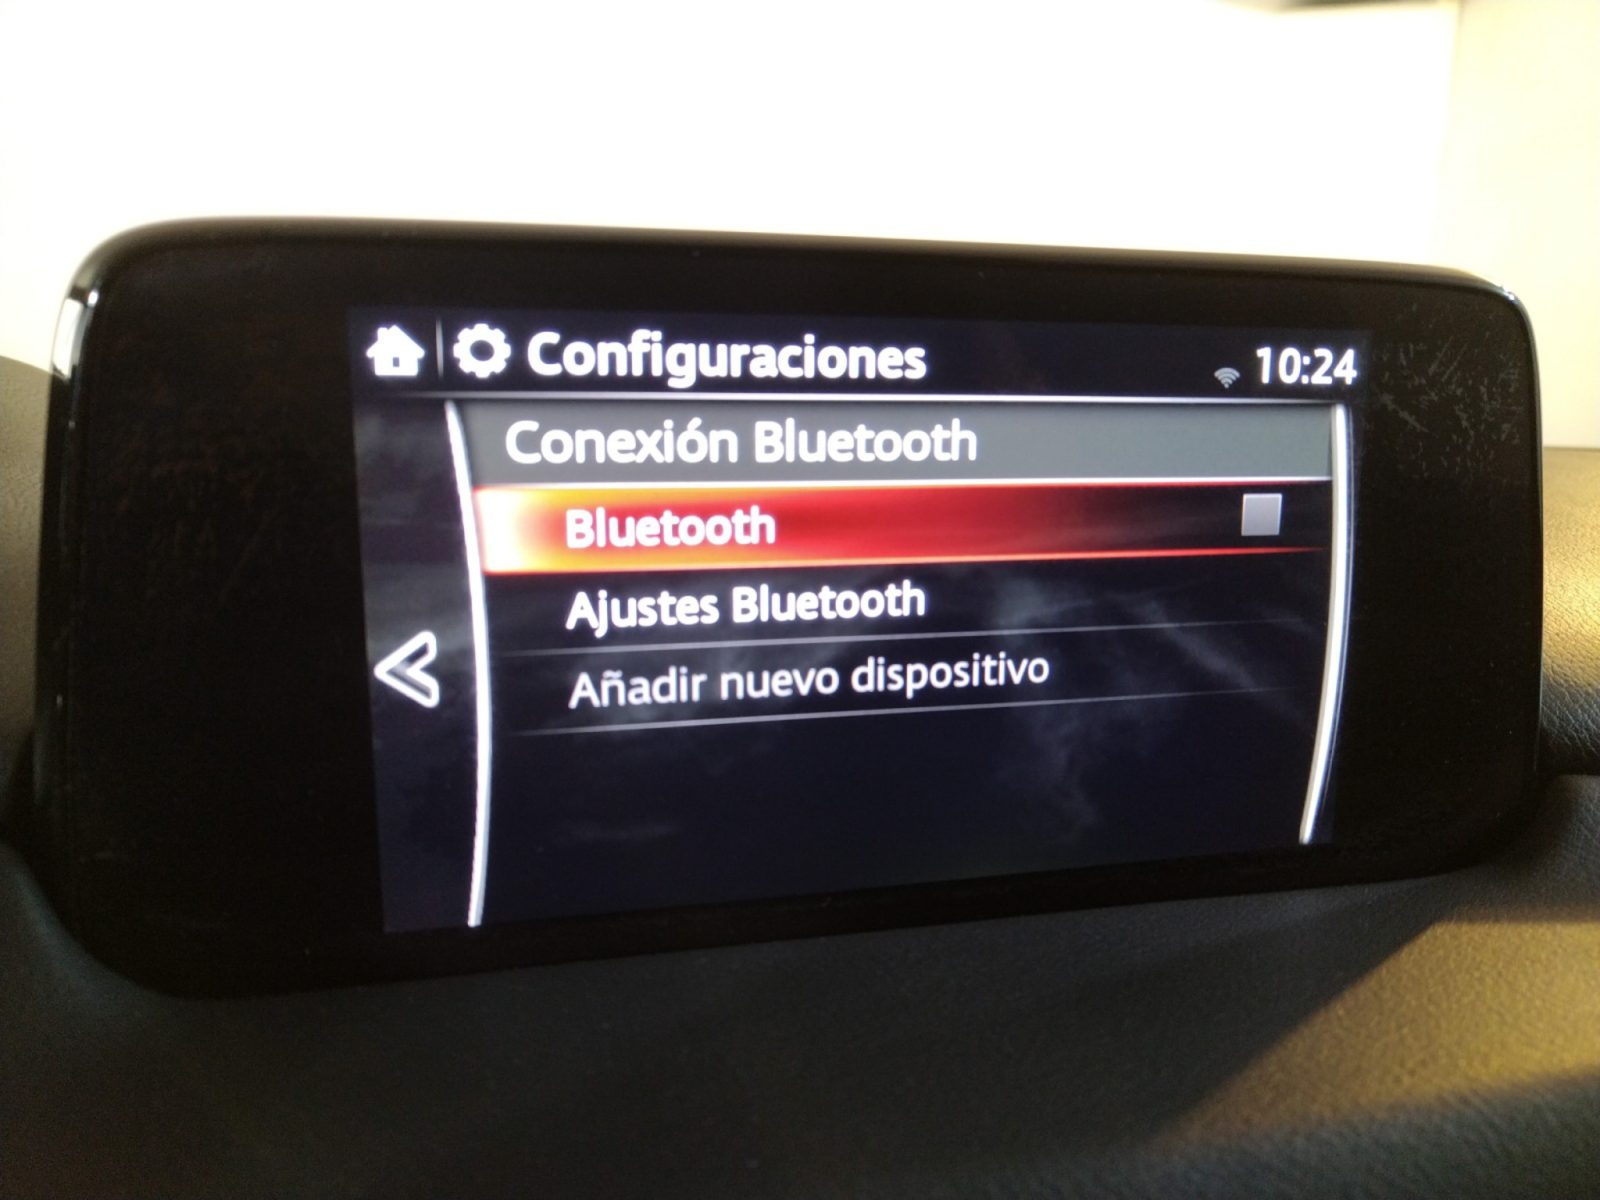 Configuraciones
10:24
Conexión Bluetooth
Bluetooth
Ajustes Bluetooth
Añadir nuevo dispositivo